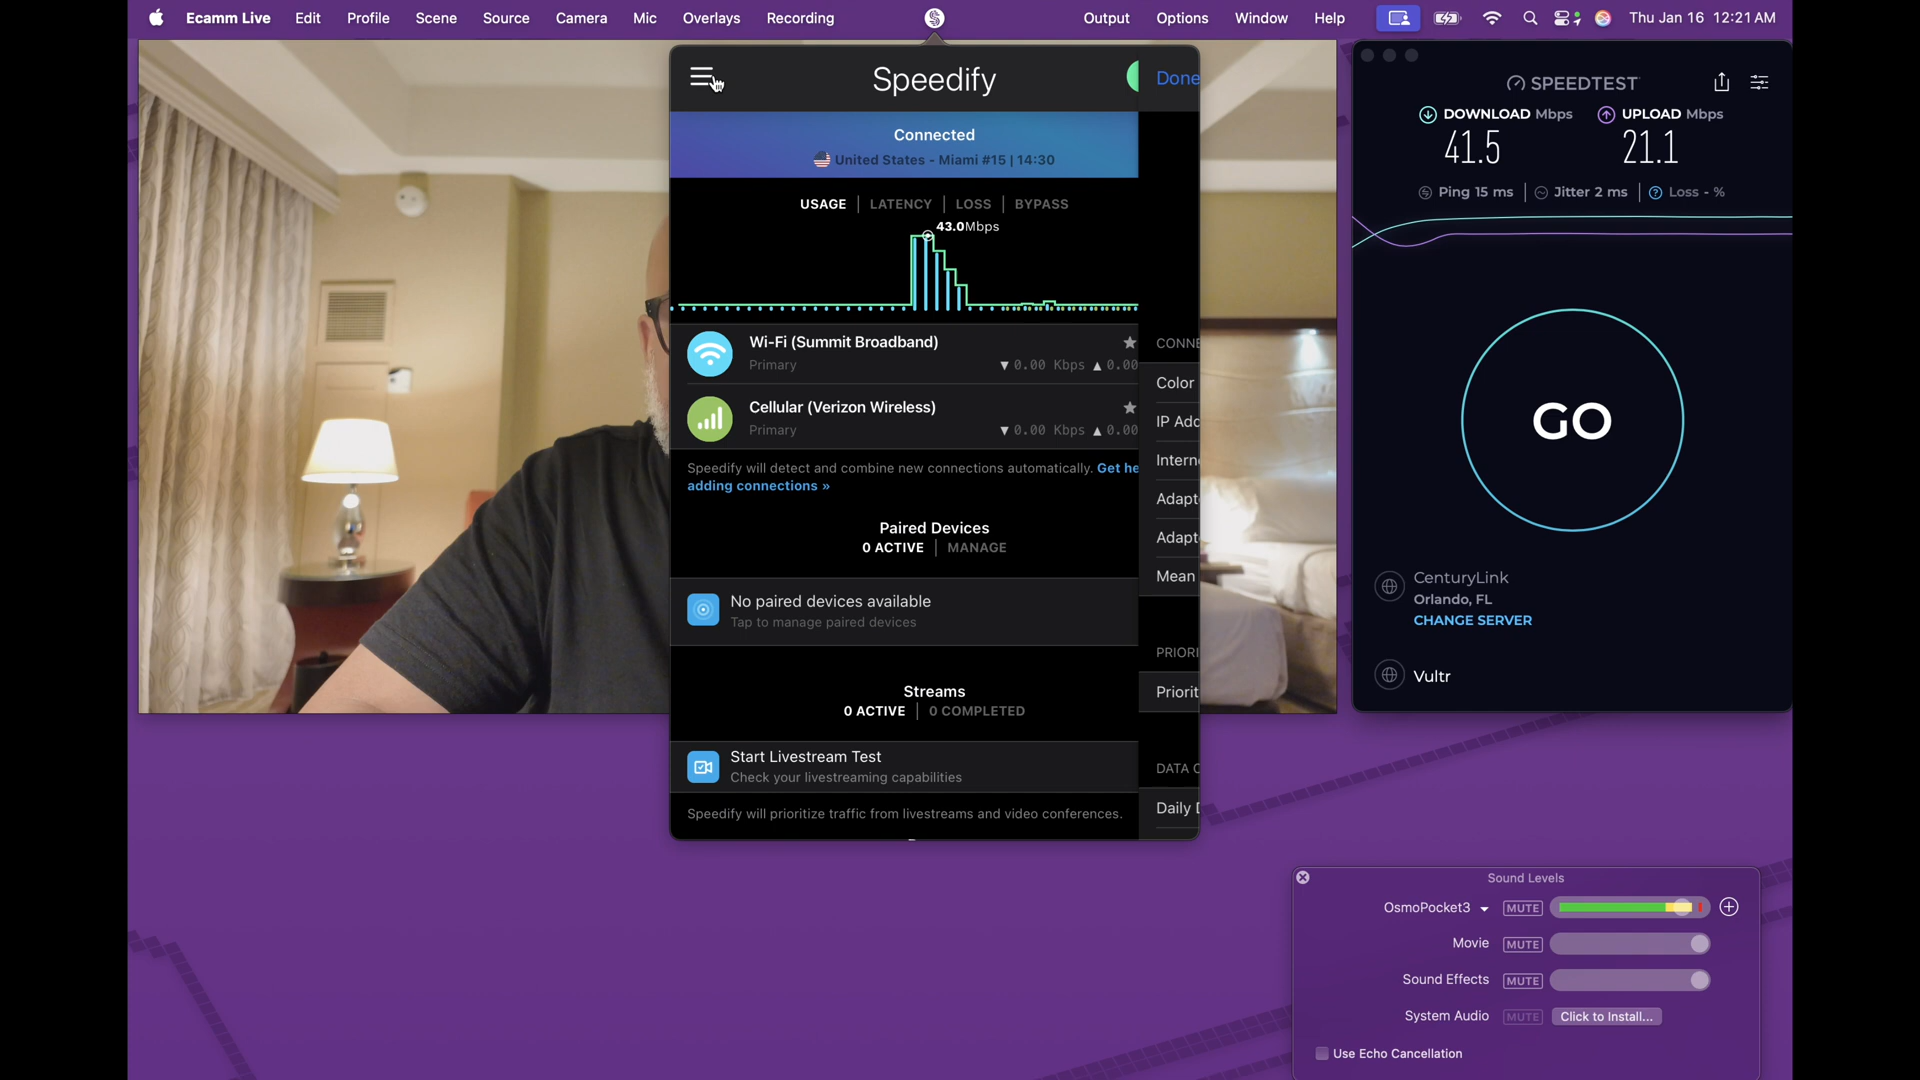 Ecamm Live Edit Profile Scene Source Camera Mic Overlays Recording Output Options Window Help Thu Jan 16 12:21 AM
Speedify
Done
Connected
United States - Miami #15 | 14:30
USAGE LATENCY LOSS BYPASS
43.0Mbps
Wi-Fi (Summit Broadband)
Primary
▼ 0.00 Kbps ▲ 0.00
Cellular (Verizon Wireless)
Primary
▼ 0.00 Kbps ▲ 0.00
Speedify will detect and combine new connections automatically. Get he
adding connections »
Paired Devices
0 ACTIVE MANAGE
No paired devices available
Tap to manage paired devices
Streams
0 ACTIVE 0 COMPLETED
Start Livestream Test
Check your livestreaming capabilities
Speedify will prioritize traffic from livestreams and video conferences.
CONNE
Color
IP Add
Intern
Adapt
Adapt
Mean
PRIORI
Priorit
DATA C
Daily D
SPEEDTEST
DOWNLOAD Mbps UPLOAD Mbps
41.5 21.1
Ping 15 ms Jitter 2 ms Loss - %
GO
CenturyLink
Orlando, FL
CHANGE SERVER
Vultr
Sound Levels
OsmoPocket3 MUTE
Movie MUTE
Sound Effects MUTE
System Audio MUTE Click to Install...
Use Echo Cancellation